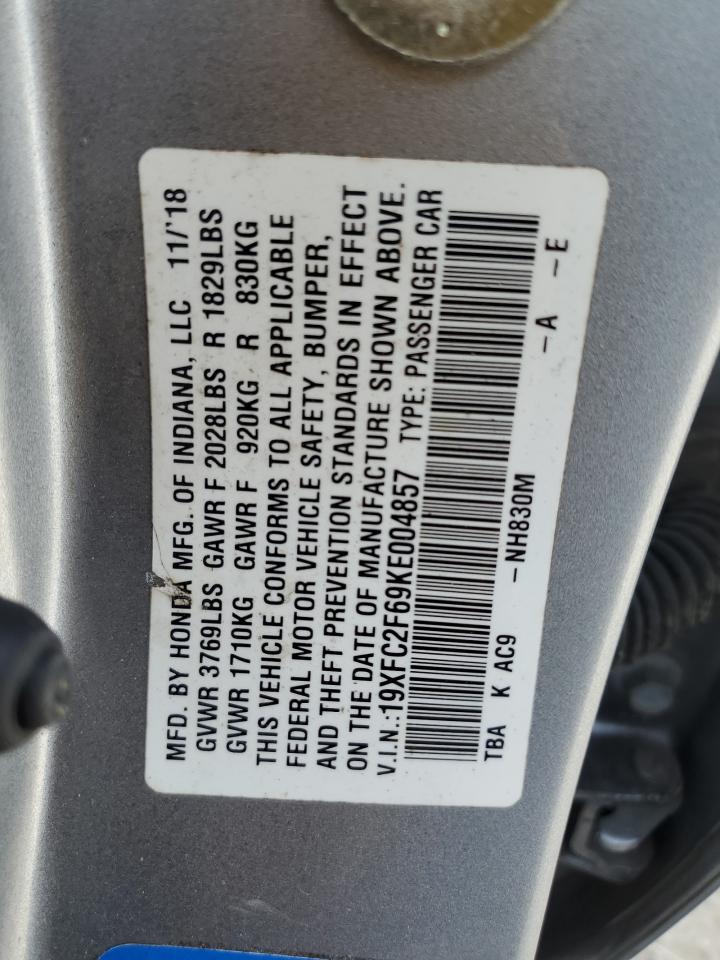 MFD. BY HONDA MFG. OF INDIANA, LLC 11/'18
GVWR 3769LBS GAWR F 2028LBS R 1829LBS
GVWR 1710KG GAWR F 920KG R 830KG
THIS VEHICLE CONFORMS TO ALL APPLICABLE
FEDERAL MOTOR VEHICLE SAFETY, BUMPER,
AND THEFT PREVENTION STANDARDS IN EFFECT
ON THE DATE OF MANUFACTURE SHOWN ABOVE.
V.I.N.:19XFC2F69KE004857 TYPE: PASSENGER CAR
TBA K AC9 -NH830M -A -E